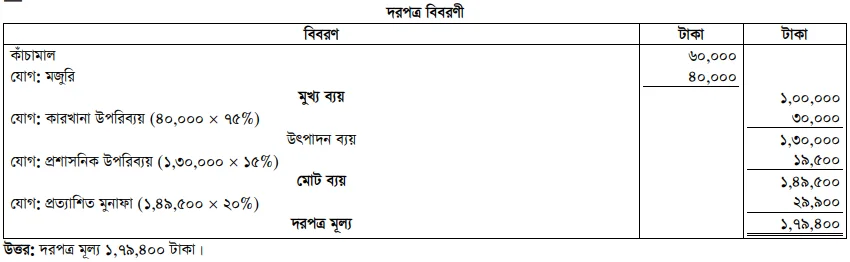 দরপত্র বিবরণী
বিবরণ টাকা টাকা
কাঁচামাল ৬০,০০০
যোগ: মজুরি ৪০,০০০
মুখ্য ব্যয় ১,০০,০০০
যোগ: কারখানা উপরিব্যয় (৪০,০০০ × ৭৫%) ৩০,০০০
উৎপাদন ব্যয় ১,৩০,০০০
যোগ: প্রশাসনিক উপরিব্যয় (১,৩০,০০০ × ১৫%) ১৯,৫০০
মোট ব্যয় ১,৪৯,৫০০
যোগ: প্রত্যাশিত মুনাফা (১,৪৯,৫০০ × ২০%) ২৯,৯০০
দরপত্র মূল্য ১,৭৯,৪০০
উত্তর: দরপত্র মূল্য ১,৭৯,৪০০ টাকা।